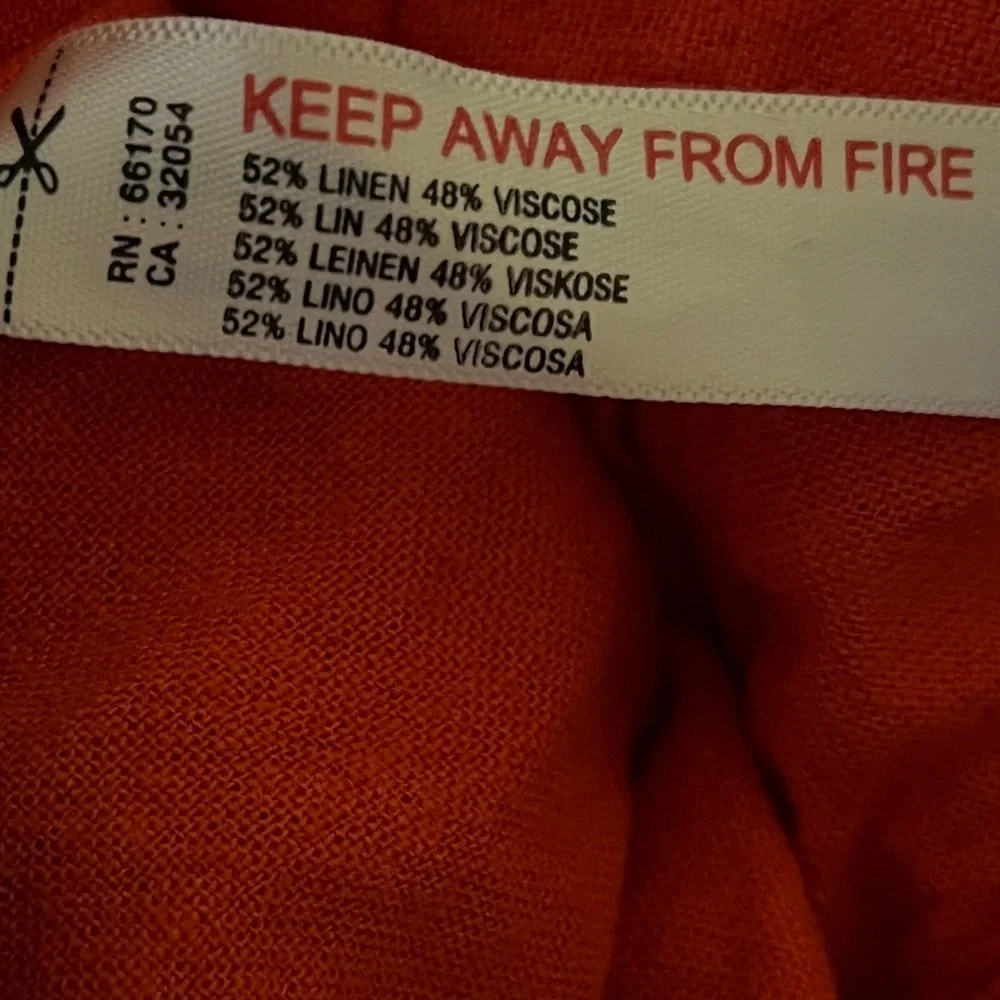 RN : 66170
CA : 32054
KEEP AWAY FROM FIRE
52% LINEN 48% VISCOSE
52% LIN 48% VISCOSE
52% LEINEN 48% VISKOSE
52% LINO 48% VISCOSA
52% LINO 48% VISCOSA